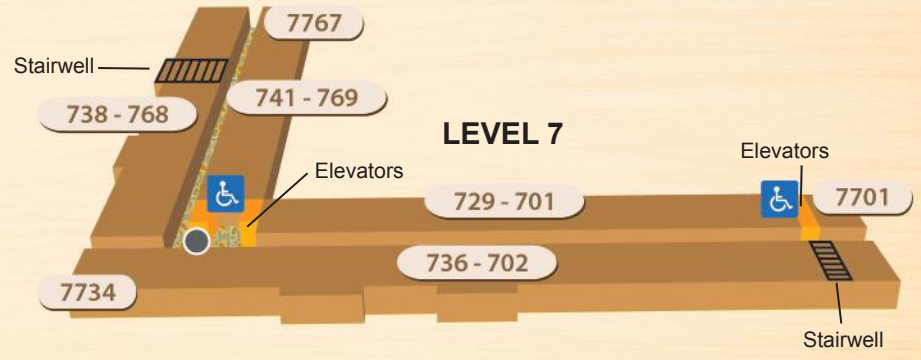 7767
Stairwell
741 - 769
738 - 768
LEVEL 7
Elevators
Elevators
729 - 701
7701
736 - 702
7734
Stairwell